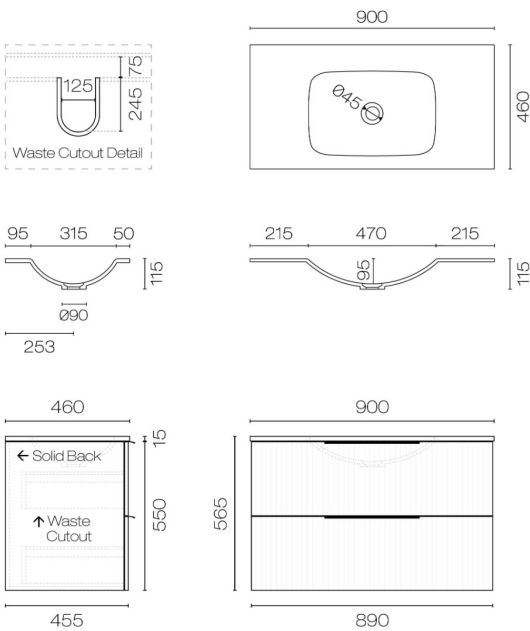 900
125
75
245
Waste Cutout Detail
Ø45
460
95 315 50
115
Ø90
253
215 470 215
95
115
460
15
← Solid Back
↑ Waste
Cutout
550
455
900
565
890